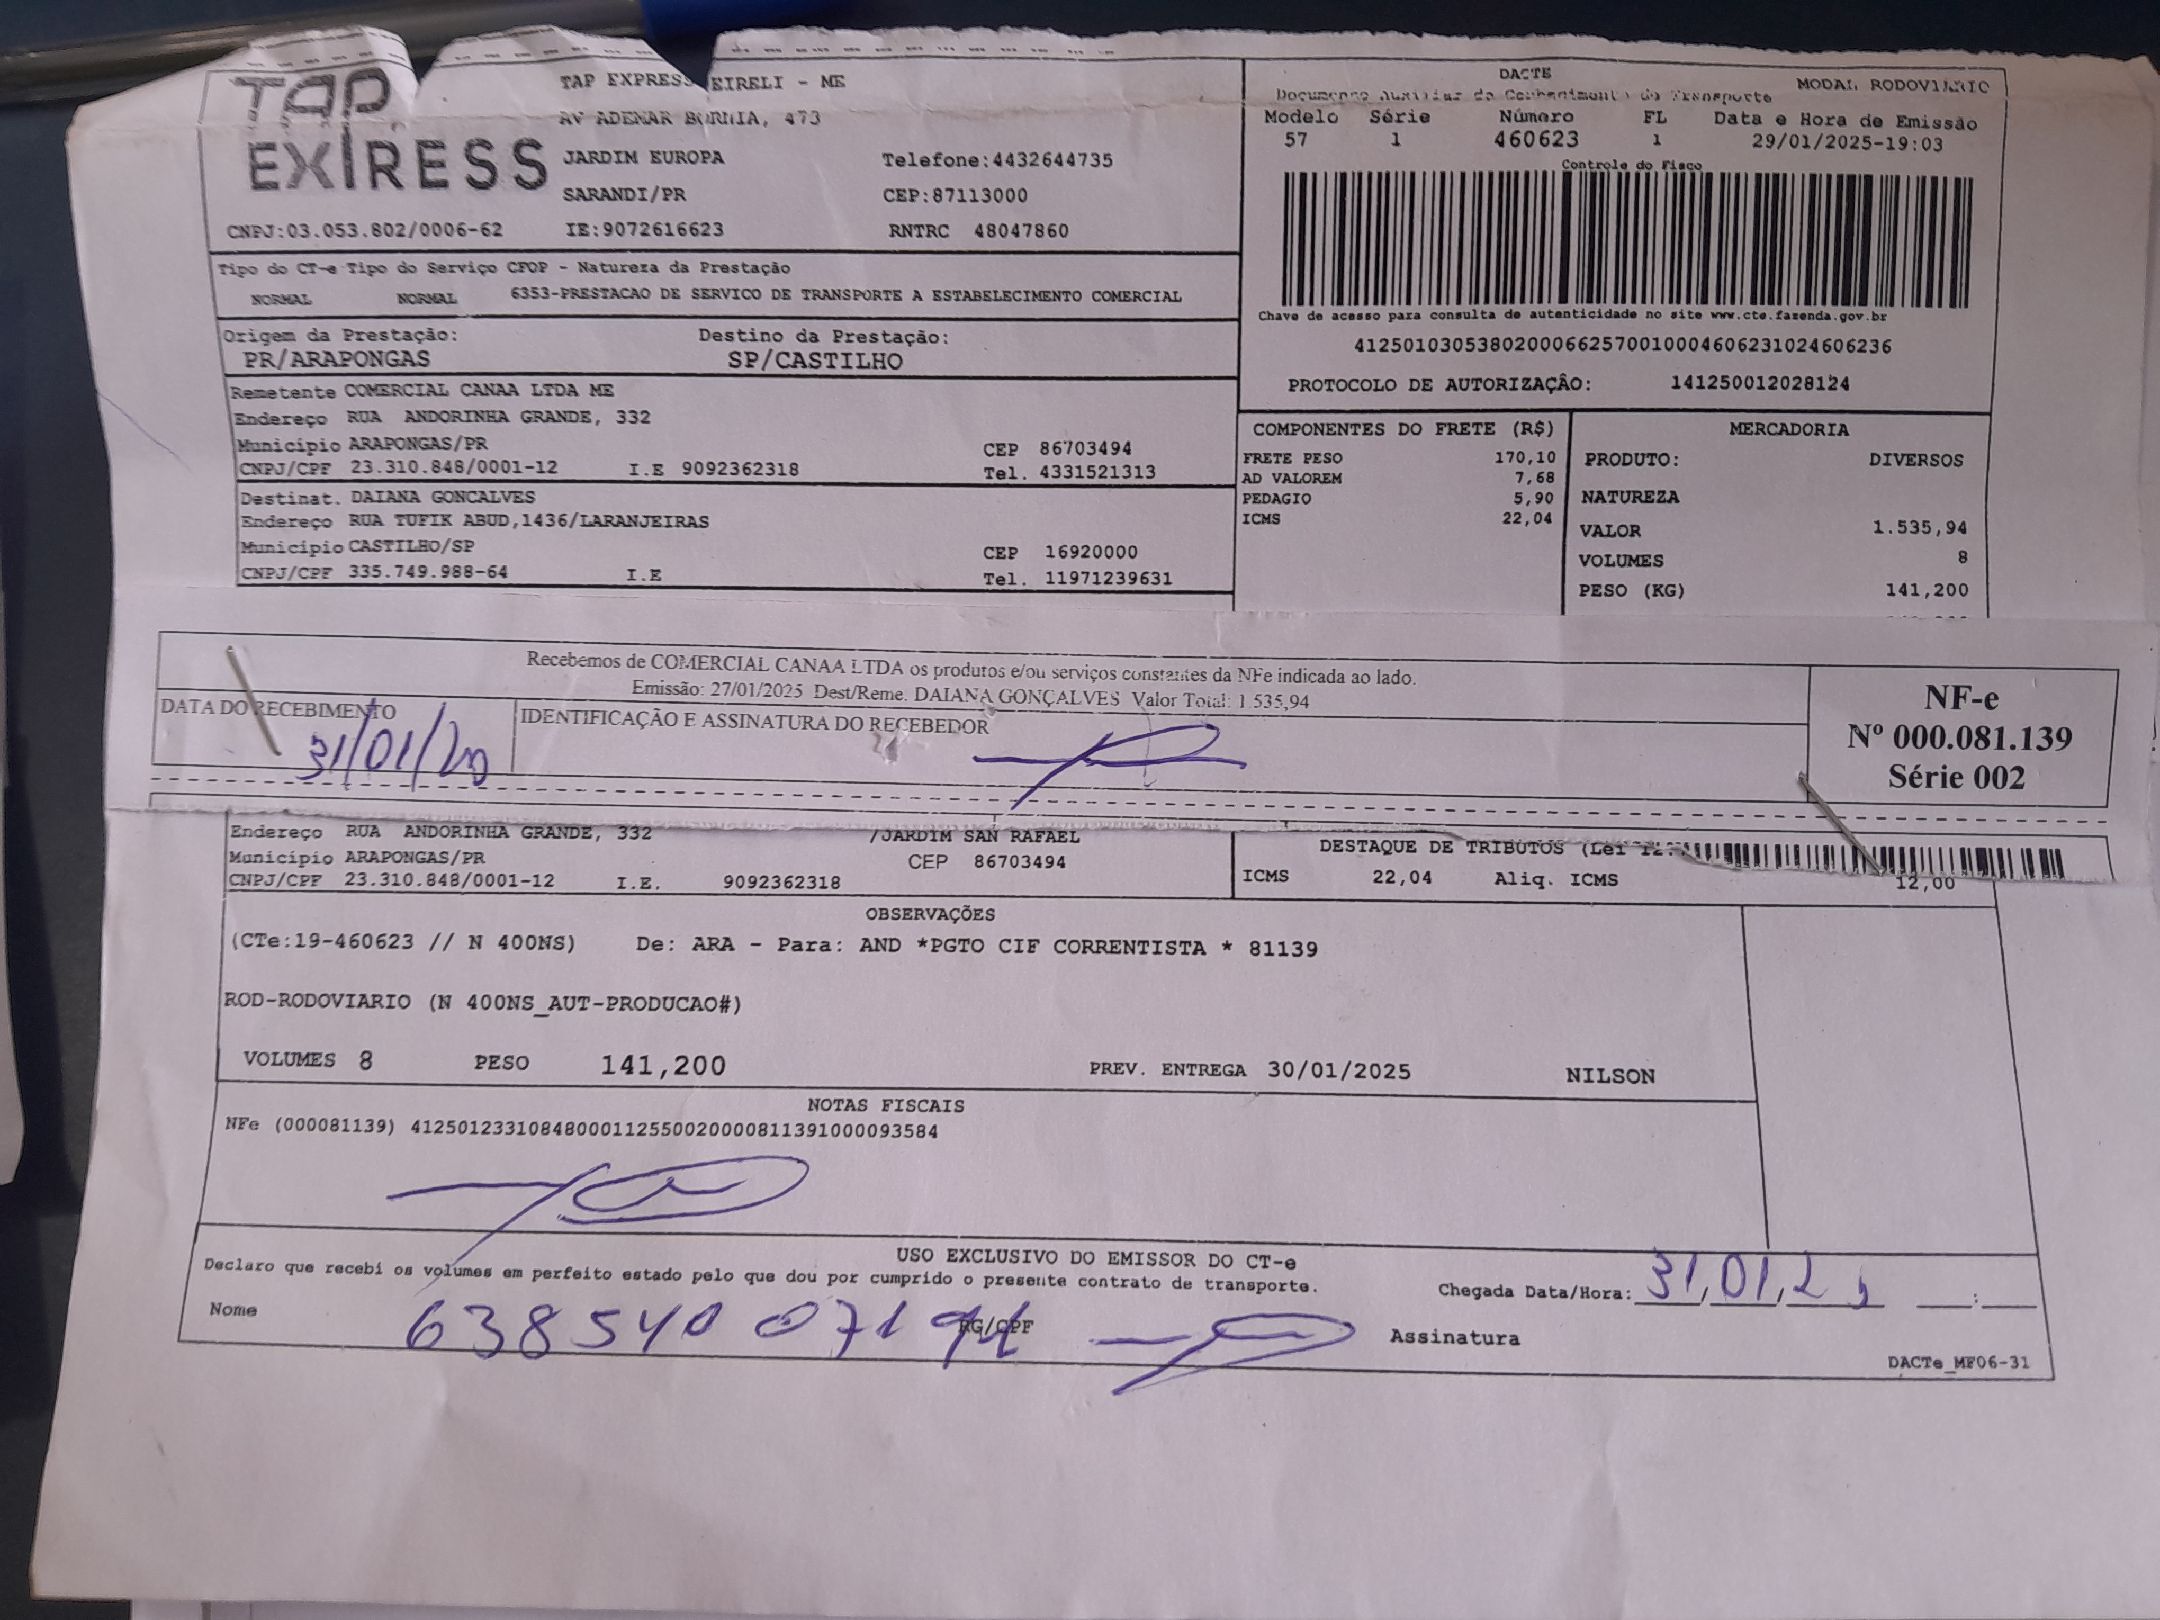 TAP EXPRESS
TAP EXPRESS EIRELI - ME
AV ADEMAR BORNIA, 473
JARDIM EUROPA Telefone:4432644735
SARANDI/PR CEP:87113000
CNPJ:03.053.802/0006-62 IE:9072616623 RNTRC 48047860
DACTE MODAL RODOVIARIO
Documento Auxiliar do Conhecimento de Transporte
Modelo Série Número FL Data e Hora de Emissão
57 1 460623 1 29/01/2025-19:03
Controle do Fisco
Chave de acesso para consulta de autenticidade no site www.cte.fazenda.gov.br
41250103053802000662570010004606231024606236
PROTOCOLO DE AUTORIZAÇÂO: 141250012028124
Tipo do CT-e Tipo do Serviço CFOP - Natureza da Prestação
NORMAL NORMAL 6353-PRESTACAO DE SERVICO DE TRANSPORTE A ESTABELECIMENTO COMERCIAL
Origem da Prestação: Destino da Prestação:
PR/ARAPONGAS SP/CASTILHO
Remetente COMERCIAL CANAA LTDA ME
Endereço RUA ANDORINHA GRANDE, 332
Município ARAPONGAS/PR CEP 86703494
CNPJ/CPF 23.310.848/0001-12 I.E 9092362318 Tel. 4331521313
Destinat. DAIANA GONCALVES
Endereço RUA TUFIK ABUD,1436/LARANJEIRAS
Município CASTILHO/SP CEP 16920000
CNPJ/CPF 335.749.988-64 I.E Tel. 11971239631
COMPONENTES DO FRETE (R$)
FRETE PESO 170,10
AD VALOREM 7,68
PEDAGIO 5,90
ICMS 22,04
MERCADORIA
PRODUTO: DIVERSOS
NATUREZA
VALOR 1.535,94
VOLUMES 8
PESO (KG) 141,200
Recebemos de COMERCIAL CANAA LTDA os produtos e/ou serviços constantes da NFe indicada ao lado.
Emissão: 27/01/2025 Dest/Reme. DAIANA GONÇALVES Valor Total: 1.535,94
DATA DO RECEBIMENTO IDENTIFICAÇÃO E ASSINATURA DO RECEBEDOR
31/01/20
NF-e
Nº 000.081.139
Série 002
Endereço RUA ANDORINHA GRANDE, 332 /JARDIM SAN RAFAEL
Município ARAPONGAS/PR CEP 86703494
CNPJ/CPF 23.310.848/0001-12 I.E. 9092362318
DESTAQUE DE TRIBUTOS (Lei 12.
ICMS 22,04 Aliq. ICMS 12,00
OBSERVAÇÕES
(CTe:19-460623 // N 400NS) De: ARA - Para: AND *PGTO CIF CORRENTISTA * 81139
ROD-RODOVIARIO (N 400NS_AUT-PRODUCAO#)
VOLUMES 8 PESO 141,200 PREV. ENTREGA 30/01/2025 NILSON
NOTAS FISCAIS
NFe (000081139) 41250123310848000112550020000811391000093584
USO EXCLUSIVO DO EMISSOR DO CT-e
Declaro que recebi os volumes em perfeito estado pelo que dou por cumprido o presente contrato de transporte.
Chegada Data/Hora: 31,01,2
Nome 638540 071 94 RG/CPF Assinatura
DACTe_MF06-31